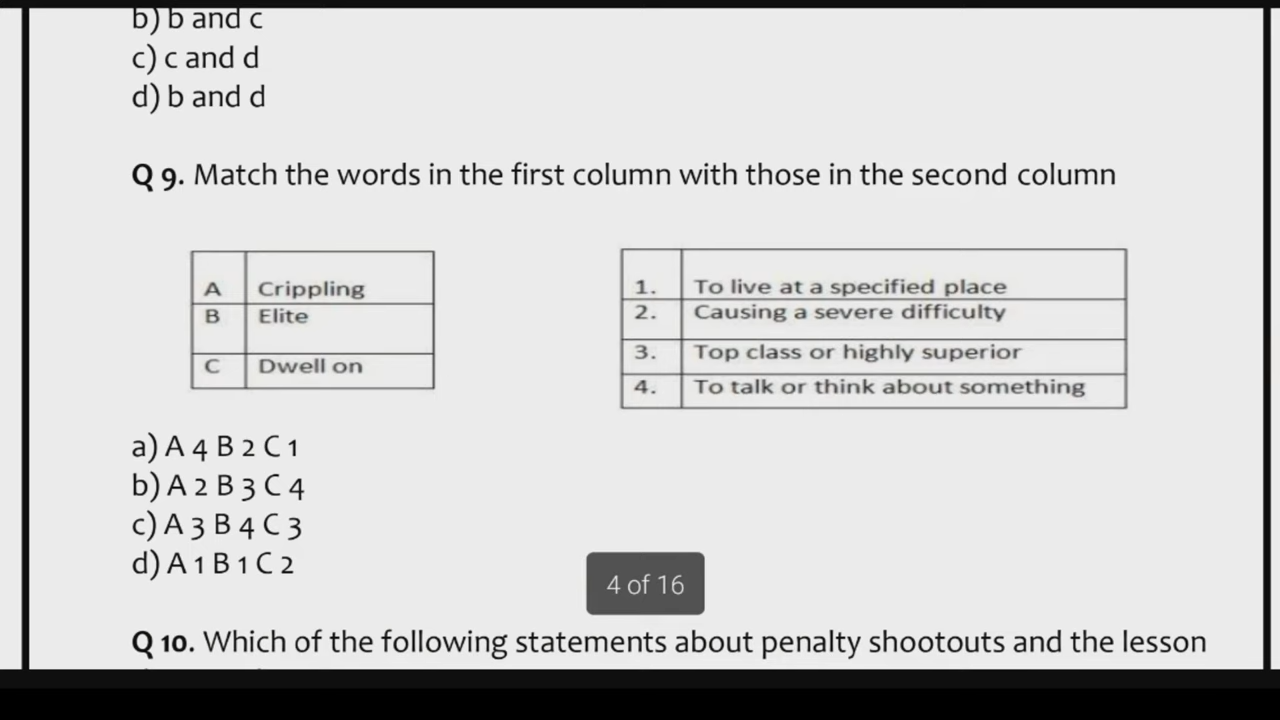 b) b and c
c) c and d
d) b and d
Q 9. Match the words in the first column with those in the second column
A Crippling
B Elite
C Dwell on
1. To live at a specified place
2. Causing a severe difficulty
3. Top class or highly superior
4. To talk or think about something
a) A 4 B 2 C 1
b) A 2 B 3 C 4
c) A 3 B 4 C 3
d) A 1 B 1 C 2
4 of 16
Q 10. Which of the following statements about penalty shootouts and the lesson